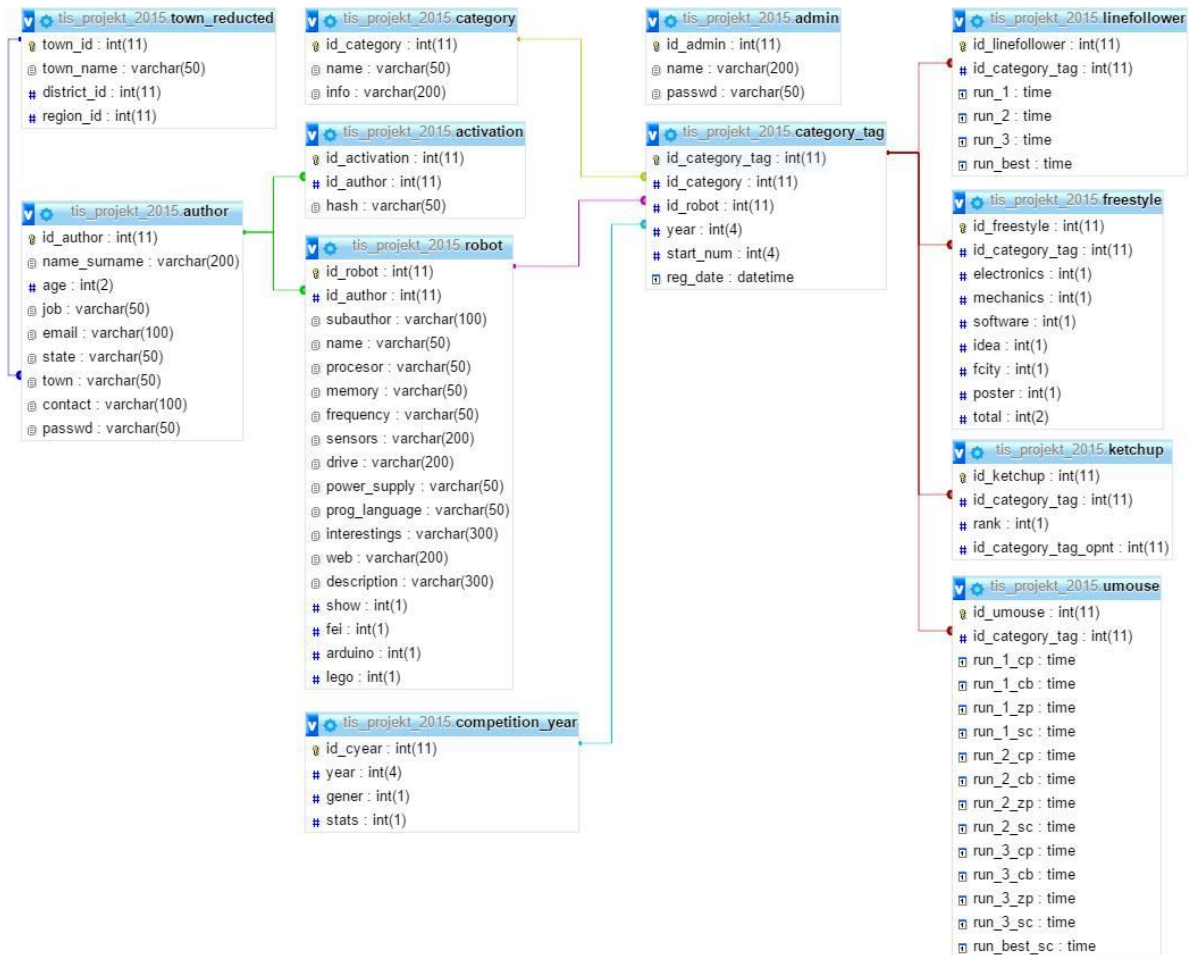 tis_projekt_2015.town_reducted
town_id : int(11)
town_name : varchar(50)
district_id : int(11)
region_id : int(11)
tis_projekt_2015.author
id_author : int(11)
name_surname : varchar(200)
age : int(2)
job : varchar(50)
email : varchar(100)
state : varchar(50)
town : varchar(50)
contact : varchar(100)
passwd : varchar(50)
tis_projekt_2015.category
id_category : int(11)
name : varchar(50)
info : varchar(200)
tis_projekt_2015.activation
id_activation : int(11)
id_author : int(11)
hash : varchar(50)
tis_projekt_2015.robot
id_robot : int(11)
id_author : int(11)
subauthor : varchar(100)
name : varchar(50)
procesor : varchar(50)
memory : varchar(50)
frequency : varchar(50)
sensors : varchar(200)
drive : varchar(200)
power_supply : varchar(50)
prog_language : varchar(50)
interestings : varchar(300)
web : varchar(200)
description : varchar(300)
show : int(1)
fei : int(1)
arduino : int(1)
lego : int(1)
tis_projekt_2015.competition_year
id_cyear : int(11)
year : int(4)
gener : int(1)
stats : int(1)
tis_projekt_2015.admin
id_admin : int(11)
name : varchar(200)
passwd : varchar(50)
tis_projekt_2015.category_tag
id_category_tag : int(11)
id_category : int(11)
id_robot : int(11)
year : int(4)
start_num : int(4)
reg_date : datetime
tis_projekt_2015.linefollower
id_linefollower : int(11)
id_category_tag : int(11)
run_1 : time
run_2 : time
run_3 : time
run_best : time
tis_projekt_2015.freestyle
id_freestyle : int(11)
id_category_tag : int(11)
electronics : int(1)
mechanics : int(1)
software : int(1)
idea : int(1)
fcity : int(1)
poster : int(1)
total : int(2)
tis_projekt_2015.ketchup
id_ketchup : int(11)
id_category_tag : int(11)
rank : int(1)
id_category_tag_opnt : int(11)
tis_projekt_2015.umouse
id_umouse : int(11)
id_category_tag : int(11)
run_1_cp : time
run_1_cb : time
run_1_zp : time
run_1_sc : time
run_2_cp : time
run_2_cb : time
run_2_zp : time
run_2_sc : time
run_3_cp : time
run_3_cb : time
run_3_zp : time
run_3_sc : time
run_best_sc : time